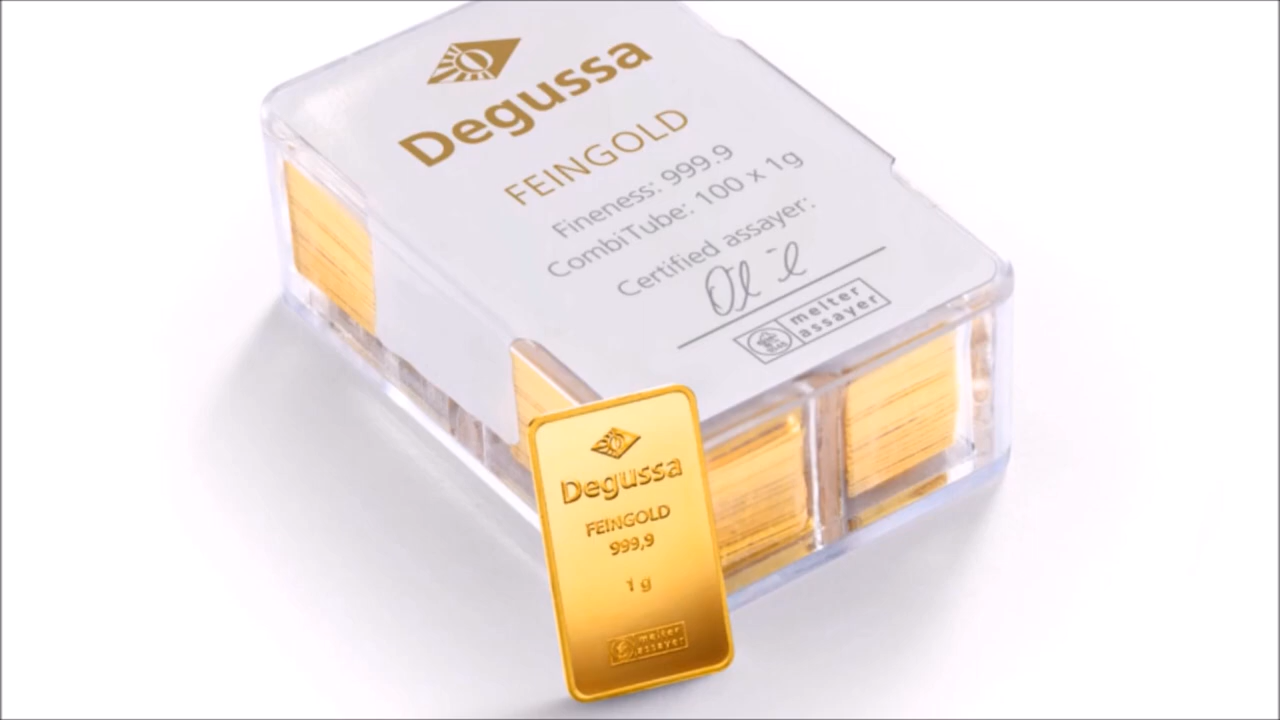 Degussa
FEINGOLD
Fineness: 999.9
CombiTube: 100 x 1g
Certified assayer:
melter
assayer
Degussa
FEINGOLD
999,9
1 g
melter
assayer